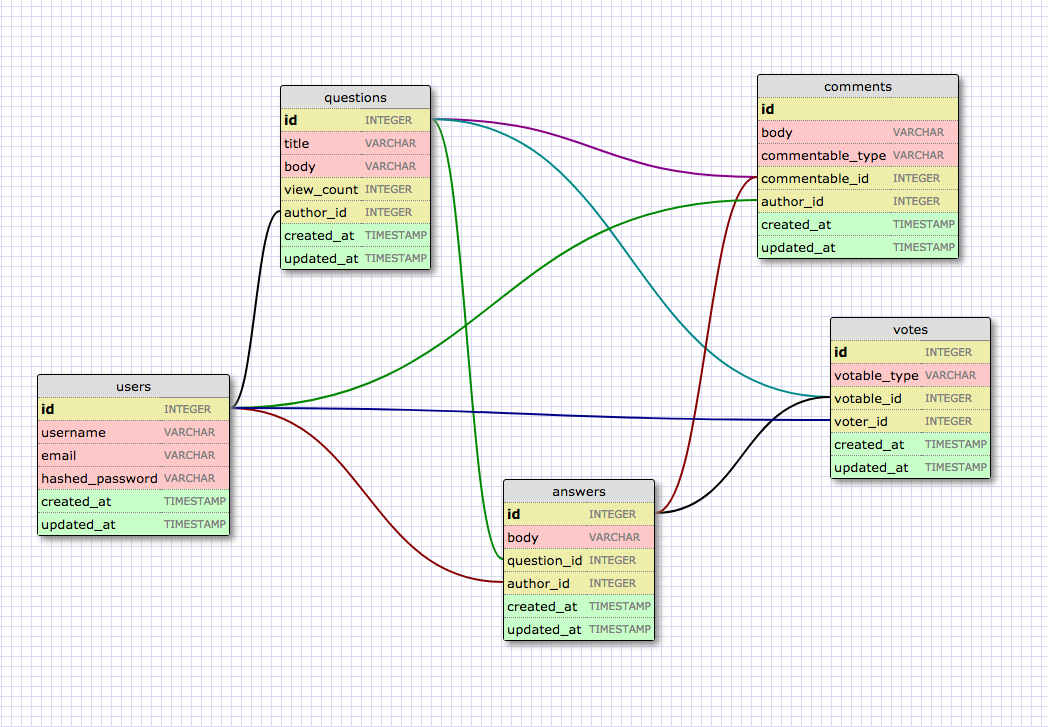 questions
id INTEGER
title VARCHAR
body VARCHAR
view_count INTEGER
author_id INTEGER
created_at TIMESTAMP
updated_at TIMESTAMP
comments
id
body VARCHAR
commentable_type VARCHAR
commentable_id INTEGER
author_id INTEGER
created_at TIMESTAMP
updated_at TIMESTAMP
votes
id INTEGER
votable_type VARCHAR
votable_id INTEGER
voter_id INTEGER
created_at TIMESTAMP
updated_at TIMESTAMP
users
id INTEGER
username VARCHAR
email VARCHAR
hashed_password VARCHAR
created_at TIMESTAMP
updated_at TIMESTAMP
answers
id INTEGER
body VARCHAR
question_id INTEGER
author_id INTEGER
created_at TIMESTAMP
updated_at TIMESTAMP